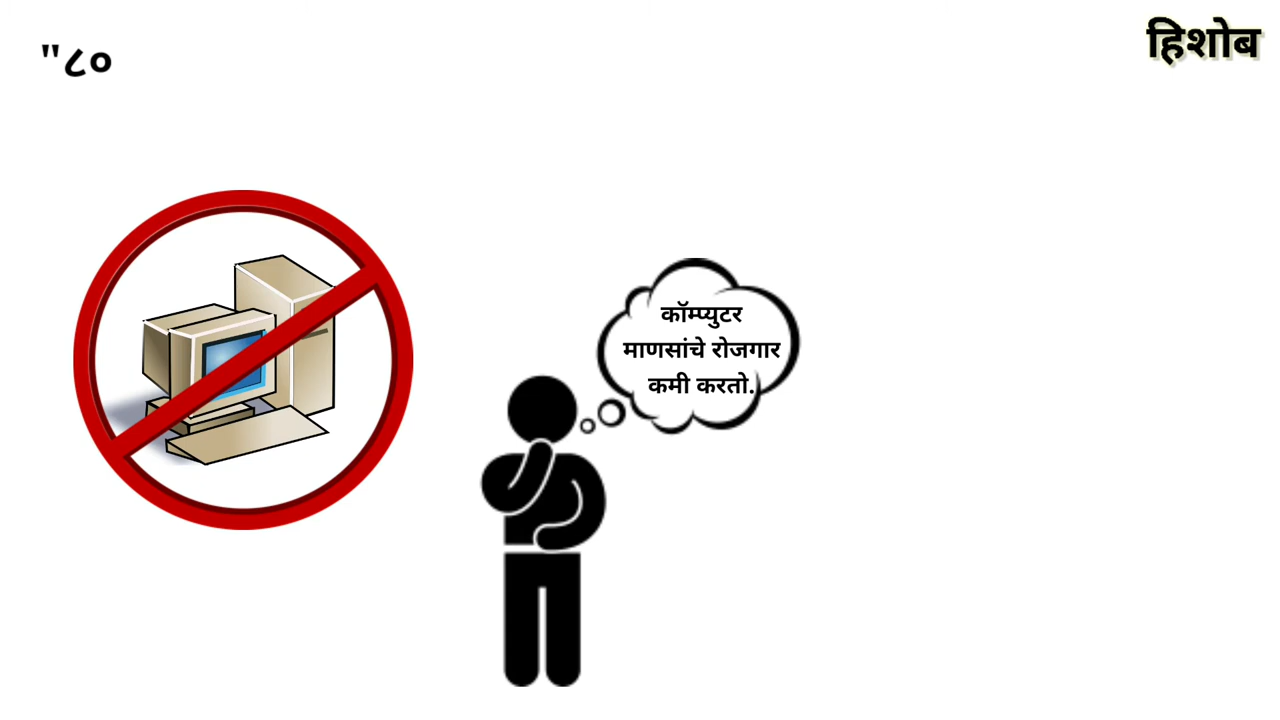 "८०
हिशोब
कॉम्प्युटर
माणसांचे रोजगार
कमी करतो.